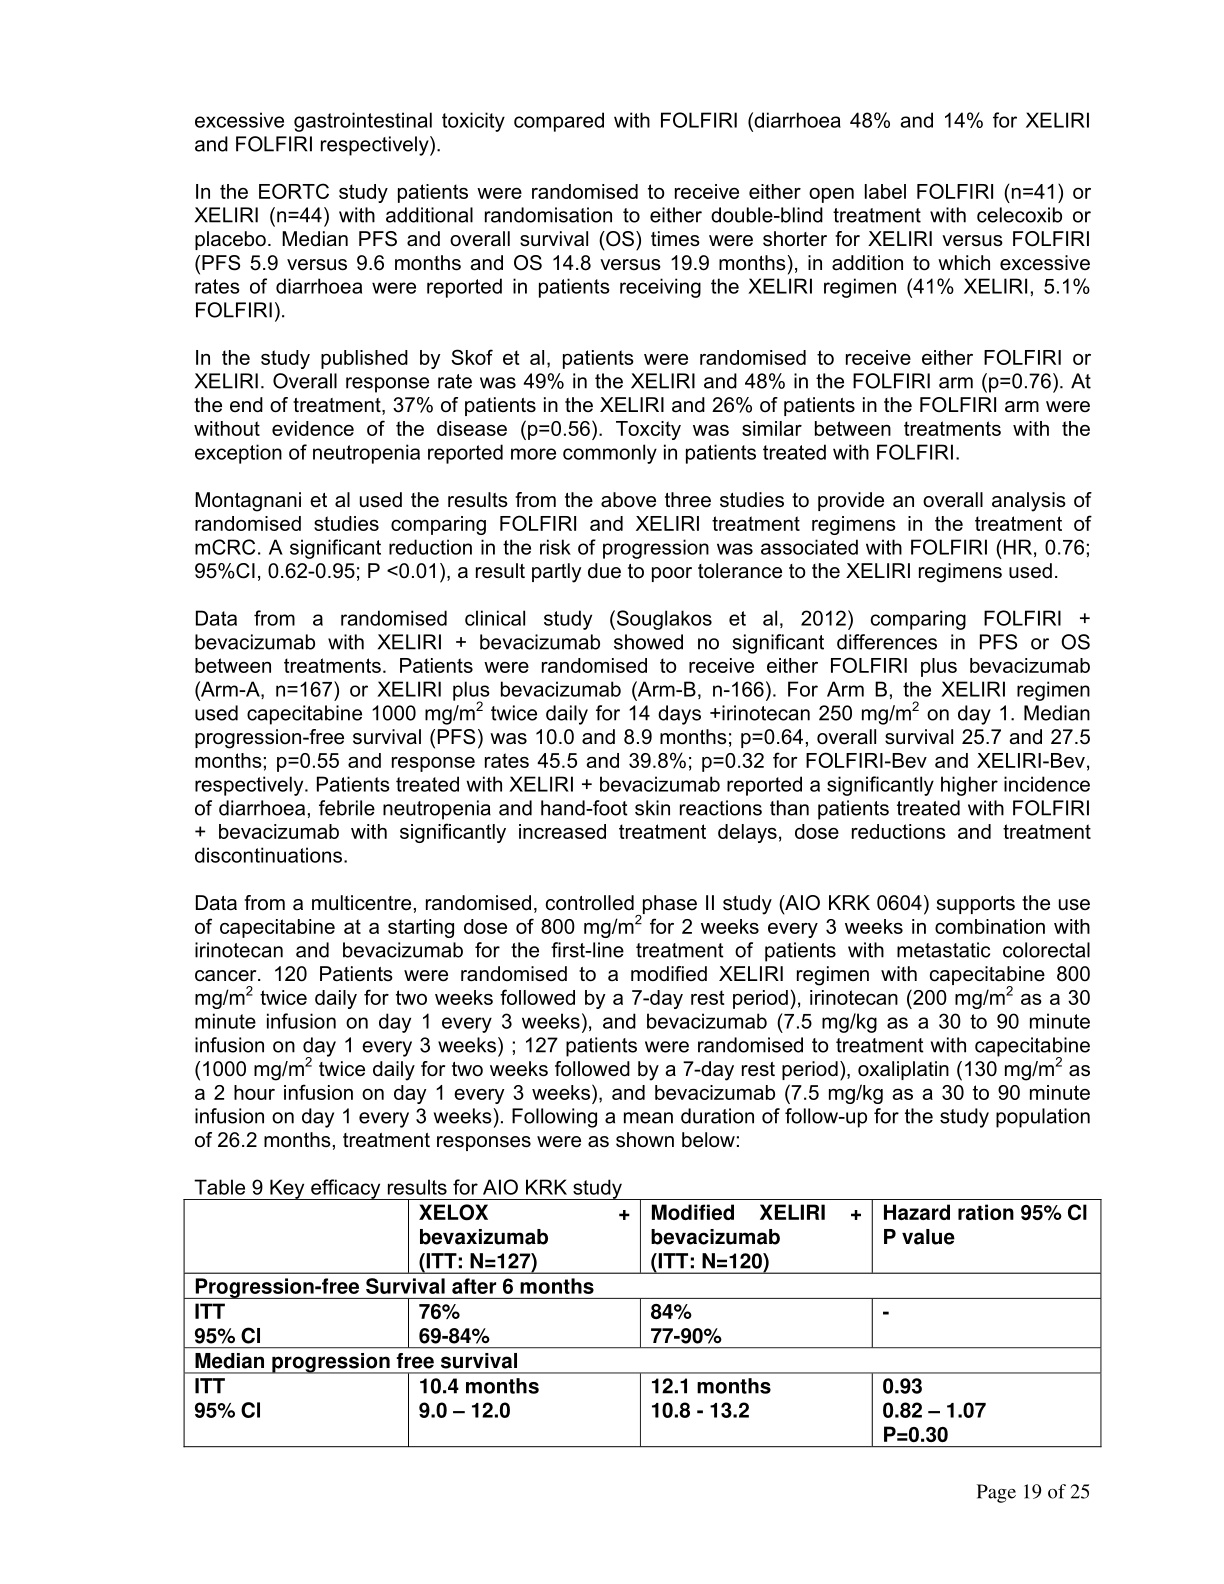 excessive gastrointestinal toxicity compared with FOLFIRI (diarrhoea 48% and 14% for XELIRI
and FOLFIRI respectively).
In the EORTC study patients were randomised to receive either open label FOLFIRI (n=41) or
XELIRI (n=44) with additional randomisation to either double-blind treatment with celecoxib or
placebo. Median PFS and overall survival (OS) times were shorter for XELIRI versus FOLFIRI
(PFS 5.9 versus 9.6 months and OS 14.8 versus 19.9 months), in addition to which excessive
rates of diarrhoea were reported in patients receiving the XELIRI regimen (41% XELIRI, 5.1%
FOLFIRI).
In the study published by Skof et al, patients were randomised to receive either FOLFIRI or
XELIRI. Overall response rate was 49% in the XELIRI and 48% in the FOLFIRI arm (p=0.76). At
the end of treatment, 37% of patients in the XELIRI and 26% of patients in the FOLFIRI arm were
without evidence of the disease (p=0.56). Toxcity was similar between treatments with the
exception of neutropenia reported more commonly in patients treated with FOLFIRI.
Montagnani et al used the results from the above three studies to provide an overall analysis of
randomised studies comparing FOLFIRI and XELIRI treatment regimens in the treatment of
mCRC. A significant reduction in the risk of progression was associated with FOLFIRI (HR, 0.76;
95%CI, 0.62-0.95; P <0.01), a result partly due to poor tolerance to the XELIRI regimens used.
Data from a randomised clinical study (Souglakos et al, 2012) comparing FOLFIRI +
bevacizumab with XELIRI + bevacizumab showed no significant differences in PFS or OS
between treatments. Patients were randomised to receive either FOLFIRI plus bevacizumab
(Arm-A, n=167) or XELIRI plus bevacizumab (Arm-B, n-166). For Arm B, the XELIRI regimen
used capecitabine 1000 mg/m² twice daily for 14 days +irinotecan 250 mg/m² on day 1. Median
progression-free survival (PFS) was 10.0 and 8.9 months; p=0.64, overall survival 25.7 and 27.5
months; p=0.55 and response rates 45.5 and 39.8%; p=0.32 for FOLFIRI-Bev and XELIRI-Bev,
respectively. Patients treated with XELIRI + bevacizumab reported a significantly higher incidence
of diarrhoea, febrile neutropenia and hand-foot skin reactions than patients treated with FOLFIRI
+ bevacizumab with significantly increased treatment delays, dose reductions and treatment
discontinuations.
Data from a multicentre, randomised, controlled phase II study (AIO KRK 0604) supports the use
of capecitabine at a starting dose of 800 mg/m² for 2 weeks every 3 weeks in combination with
irinotecan and bevacizumab for the first-line treatment of patients with metastatic colorectal
cancer. 120 Patients were randomised to a modified XELIRI regimen with capecitabine 800
mg/m² twice daily for two weeks followed by a 7-day rest period), irinotecan (200 mg/m² as a 30
minute infusion on day 1 every 3 weeks), and bevacizumab (7.5 mg/kg as a 30 to 90 minute
infusion on day 1 every 3 weeks) ; 127 patients were randomised to treatment with capecitabine
(1000 mg/m² twice daily for two weeks followed by a 7-day rest period), oxaliplatin (130 mg/m² as
a 2 hour infusion on day 1 every 3 weeks), and bevacizumab (7.5 mg/kg as a 30 to 90 minute
infusion on day 1 every 3 weeks). Following a mean duration of follow-up for the study population
of 26.2 months, treatment responses were as shown below:
Table 9 Key efficacy results for AIO KRK study
XELOX +
bevaxizumab
(ITT: N=127)
Modified XELIRI +
bevacizumab
(ITT: N=120)
Hazard ration 95% CI
P value
Progression-free Survival after 6 months
ITT
95% CI
76%
69-84%
84%
77-90%
-
Median progression free survival
ITT
95% CI
10.4 months
9.0 – 12.0
12.1 months
10.8 - 13.2
0.93
0.82 – 1.07
P=0.30
Page 19 of 25